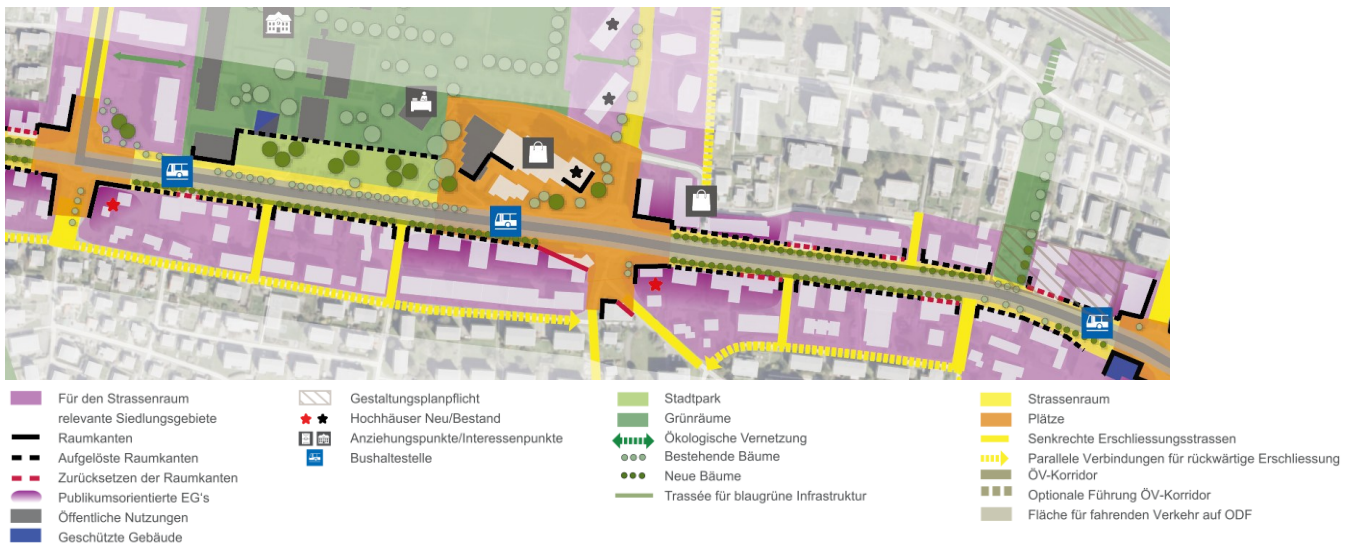 Für den Strassenraum
relevante Siedlungsgebiete
Raumkanten
Aufgelöste Raumkanten
Zurücksetzen der Raumkanten
Publikumsorientierte EG's
Öffentliche Nutzungen
Geschützte Gebäude
Gestaltungsplanpflicht
Hochhäuser Neu/Bestand
Anziehungspunkte/Interessenpunkte
Bushaltestelle
Stadtpark
Grünräume
Ökologische Vernetzung
Bestehende Bäume
Neue Bäume
Trassée für blaugrüne Infrastruktur
Strassenraum
Plätze
Senkrechte Erschliessungsstrassen
Parallele Verbindungen für rückwärtige Erschliessung
ÖV-Korridor
Optionale Führung ÖV-Korridor
Fläche für fahrenden Verkehr auf ODF